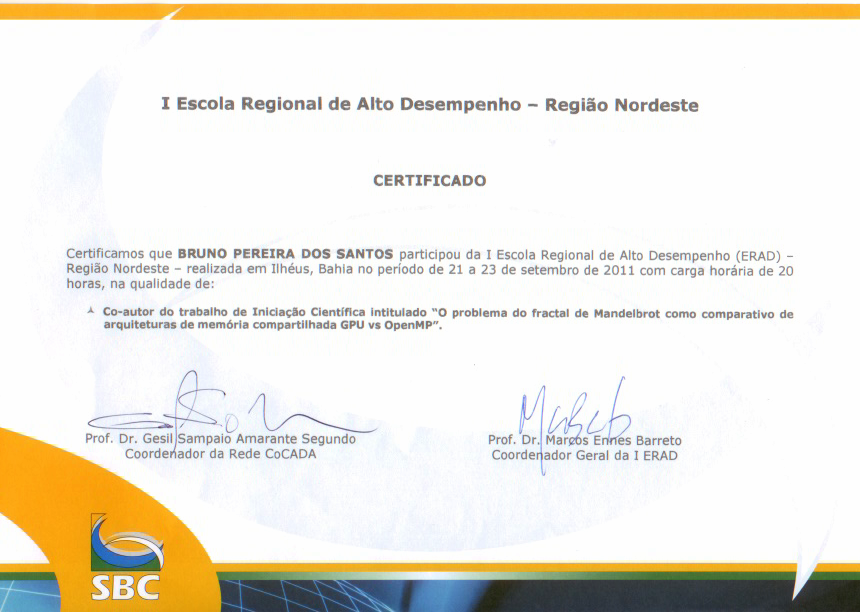 I Escola Regional de Alto Desempenho – Região Nordeste
CERTIFICADO
Certificamos que BRUNO PEREIRA DOS SANTOS participou da I Escola Regional de Alto Desempenho (ERAD) –
Região Nordeste – realizada em Ilhéus, Bahia no período de 21 a 23 de setembro de 2011 com carga horária de 20
horas, na qualidade de:
Co-autor do trabalho de Iniciação Científica intitulado "O problema do fractal de Mandelbrot como comparativo de
arquiteturas de memória compartilhada GPU vs OpenMP".
Prof. Dr. Gesil Sampaio Amarante Segundo
Coordenador da Rede CoCADA
Prof. Dr. Marcos Ennes Barreto
Coordenador Geral da I ERAD
SBC